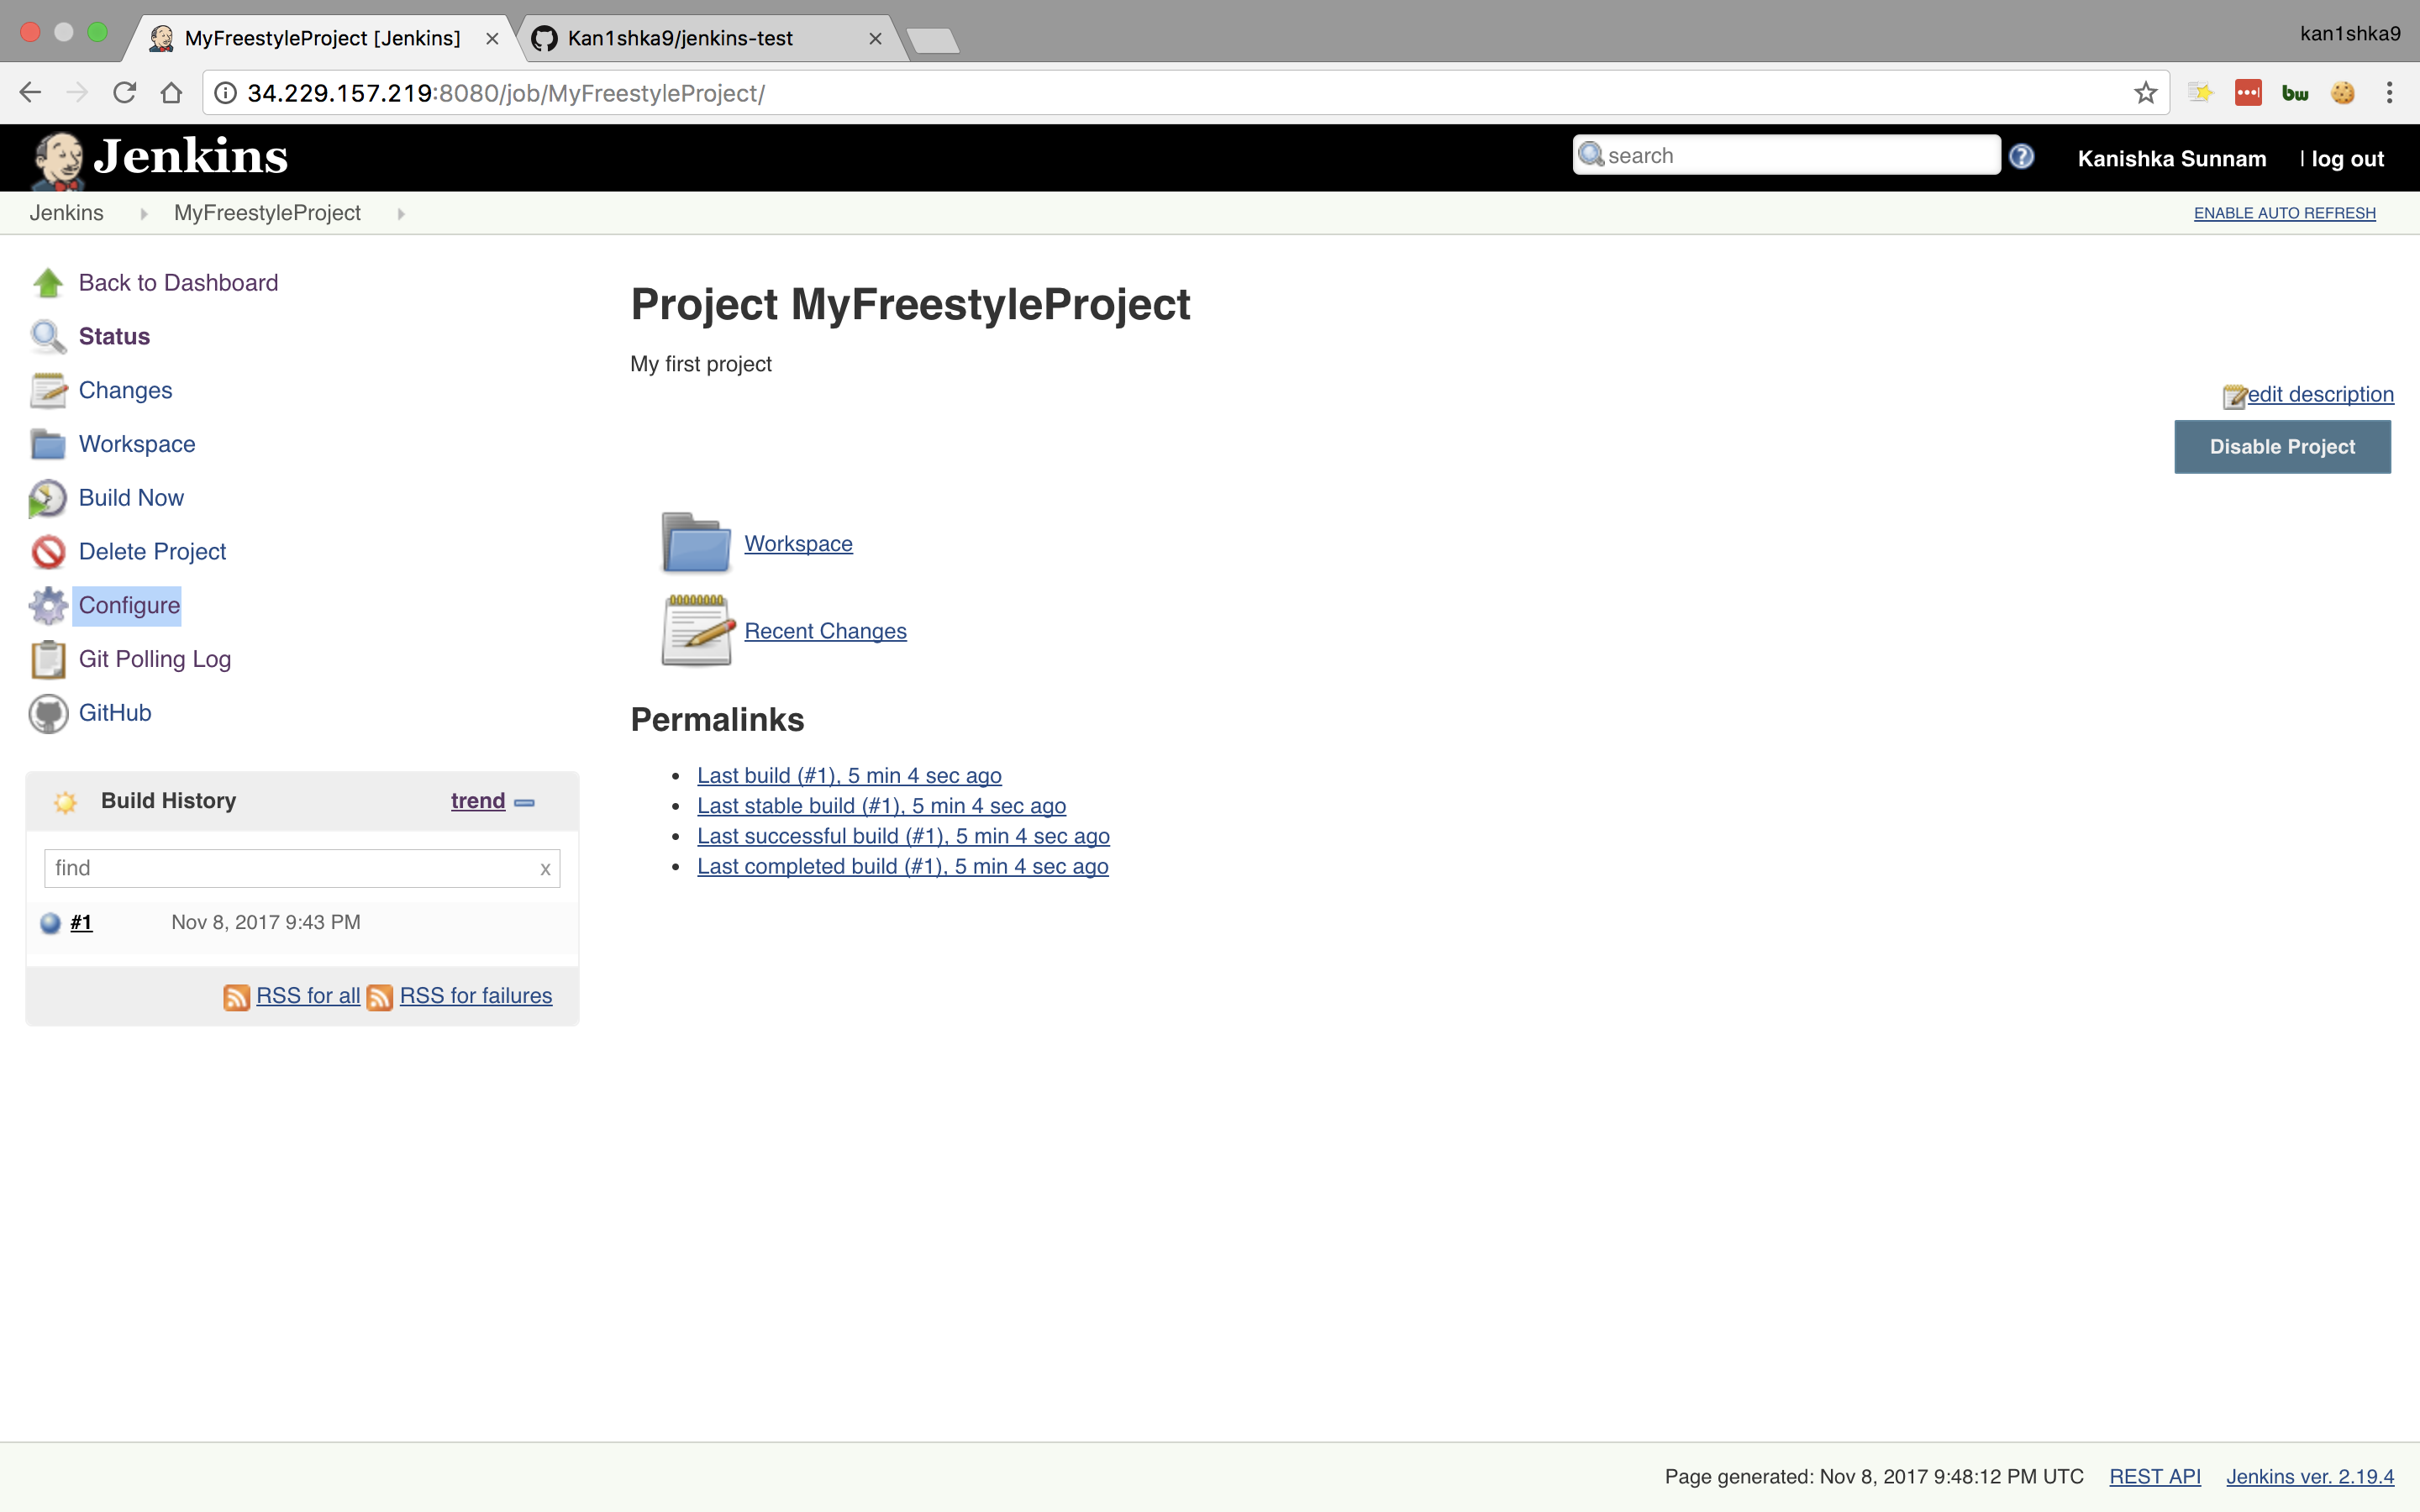 MyFreestyleProject [Jenkins]
Kan1shka9/jenkins-test
kan1shka9
34.229.157.219:8080/job/MyFreestyleProject/
bw
Jenkins
search
Kanishka Sunnam
| log out
Jenkins
MyFreestyleProject
ENABLE AUTO REFRESH
Back to Dashboard
Status
Changes
Workspace
Build Now
Delete Project
Configure
Git Polling Log
GitHub
Build History
trend
find
x
#1
Nov 8, 2017 9:43 PM
RSS for all
RSS for failures
Project MyFreestyleProject
My first project
edit description
Disable Project
Workspace
Recent Changes
Permalinks
Last build (#1), 5 min 4 sec ago
Last stable build (#1), 5 min 4 sec ago
Last successful build (#1), 5 min 4 sec ago
Last completed build (#1), 5 min 4 sec ago
Page generated: Nov 8, 2017 9:48:12 PM UTC
REST API
Jenkins ver. 2.19.4